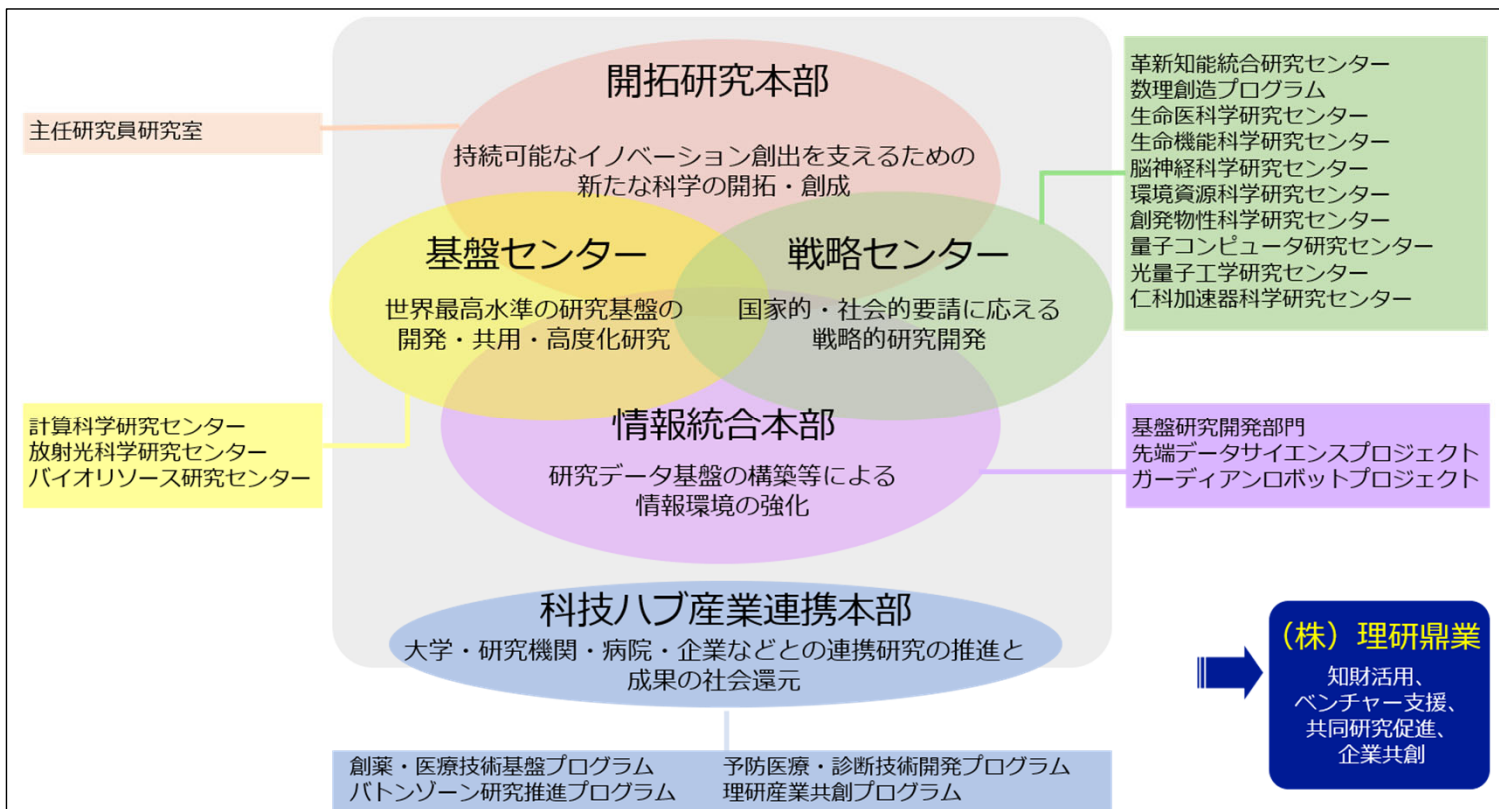 開拓研究本部
持続可能なイノベーション創出を支えるための
新たな科学の開拓・創成
主任研究員研究室
革新知能統合研究センター
数理創造プログラム
生命医科学研究センター
生命機能科学研究センター
脳神経科学研究センター
環境資源科学研究センター
創発物性科学研究センター
量子コンピュータ研究センター
光量子工学研究センター
仁科加速器科学研究センター
基盤センター
世界最高水準の研究基盤の
開発・共用・高度化研究
戦略センター
国家的・社会的要請に応える
戦略的研究開発
計算科学研究センター
放射光科学研究センター
バイオリソース研究センター
情報統合本部
研究データ基盤の構築等による
情報環境の強化
基盤研究開発部門
先端データサイエンスプロジェクト
ガーディアンロボットプロジェクト
科技ハブ産業連携本部
大学・研究機関・病院・企業などとの連携研究の推進と
成果の社会還元
(株)理研鼎業
知財活用、
ベンチャー支援、
共同研究促進、
企業共創
創薬・医療技術基盤プログラム
バトンゾーン研究推進プログラム
予防医療・診断技術開発プログラム
理研産業共創プログラム